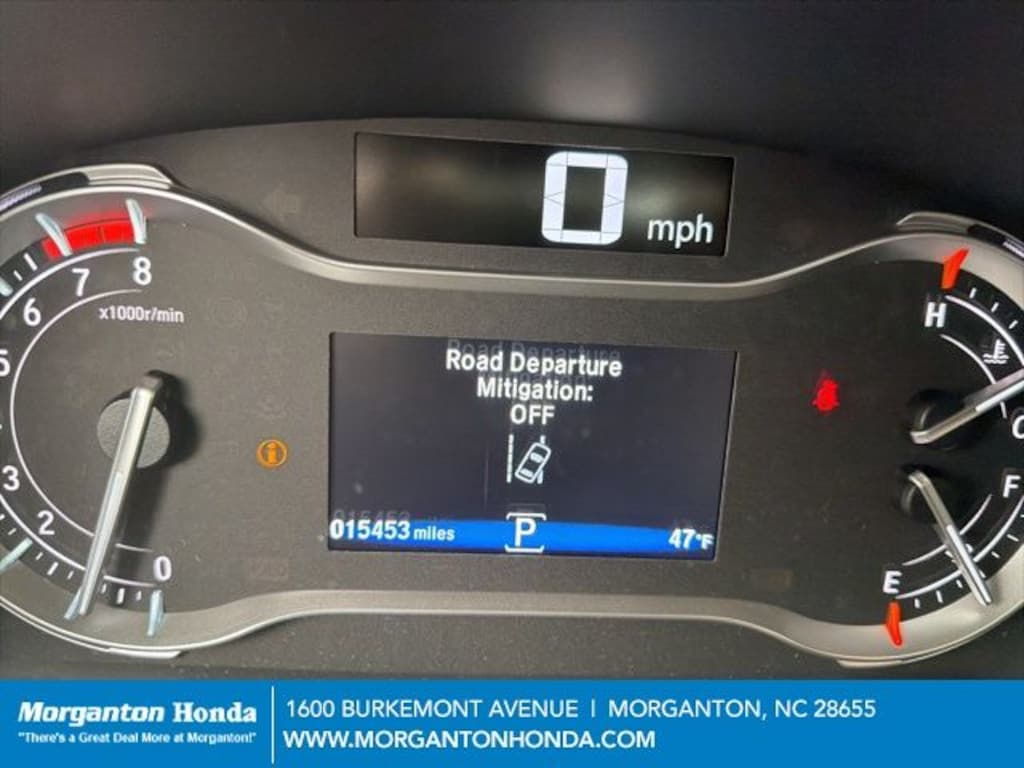 0 mph
8
7
6
5
3
2
0
x1000r/min
Road Departure
Mitigation:
OFF
015453 miles P 47°F
H
C
F
E
Morganton Honda
"There's a Great Deal More at Morganton!"
1600 BURKEMONT AVENUE | MORGANTON, NC 28655
WWW.MORGANTONHONDA.COM